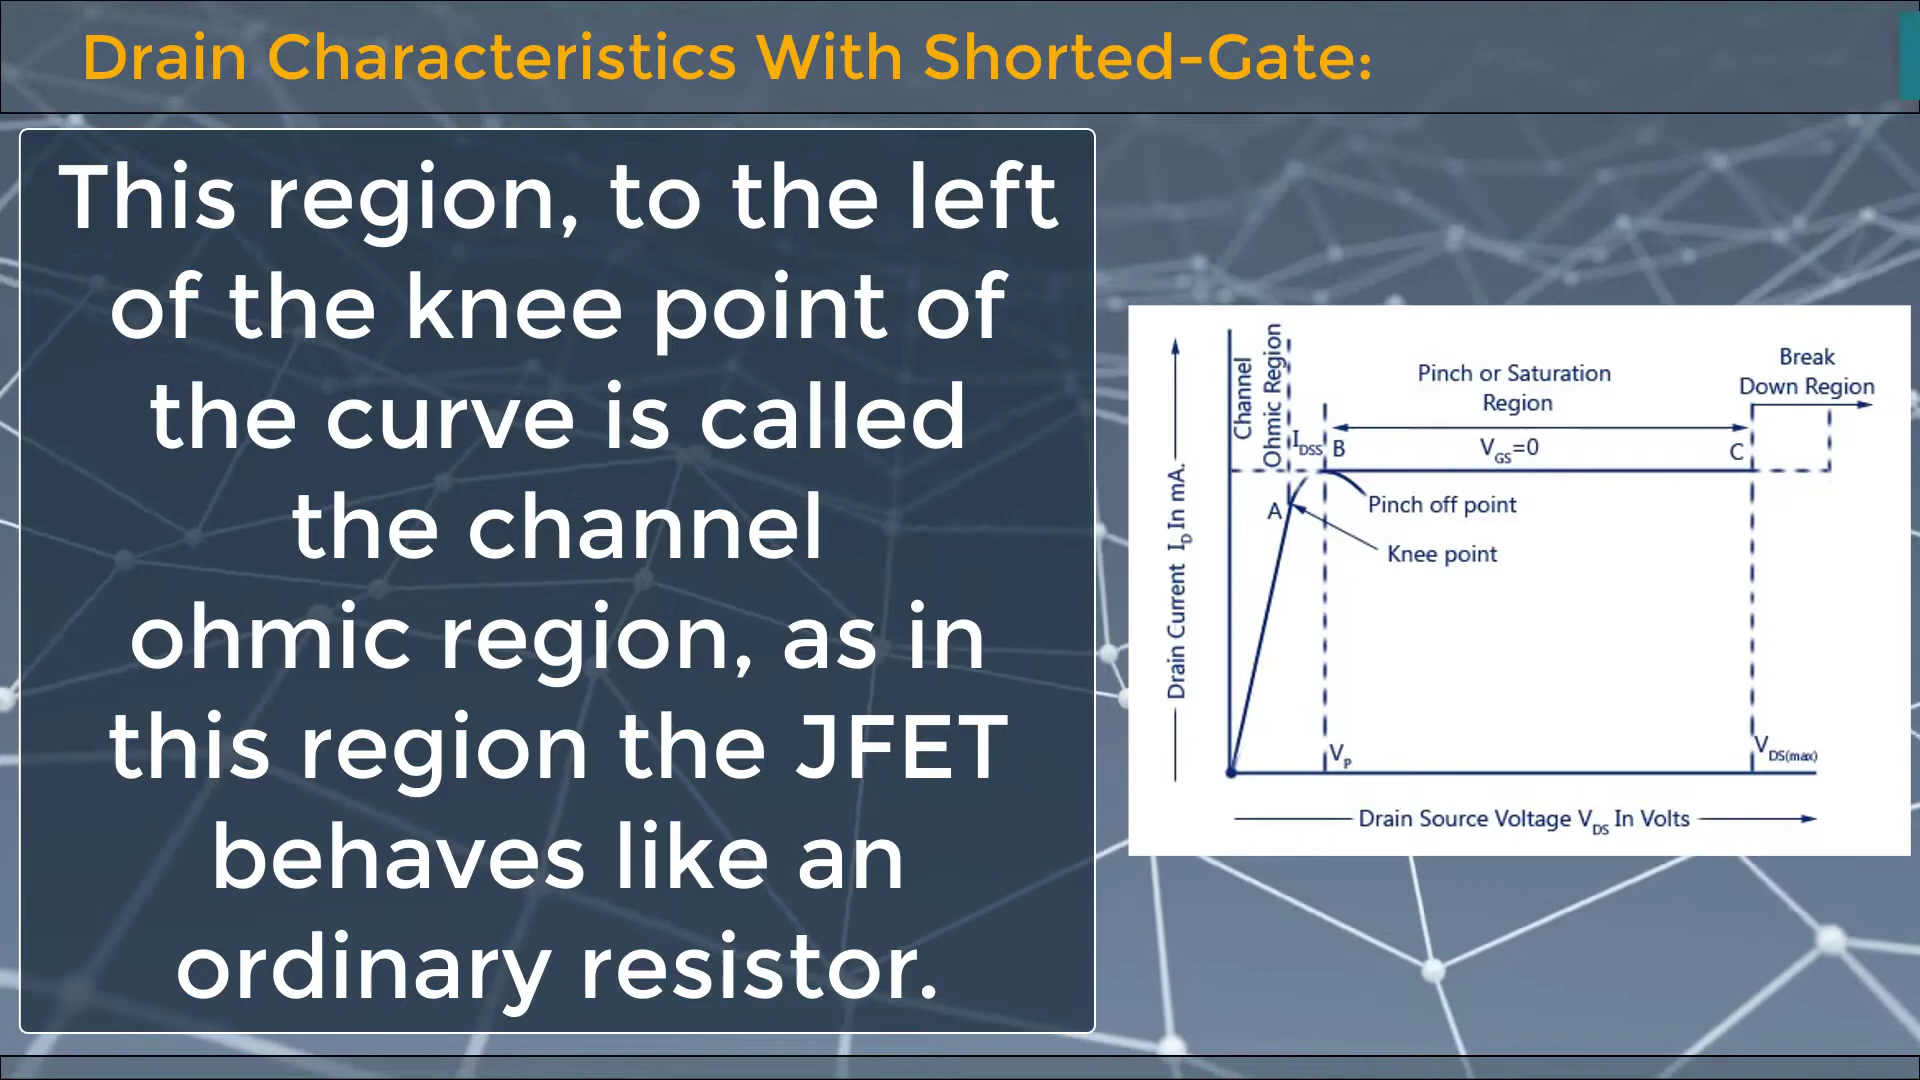 Drain Characteristics With Shorted-Gate:
This region, to the left
of the knee point of
the curve is called
the channel
ohmic region, as in
this region the JFET
behaves like an
ordinary resistor.
Channel
Ohmic Region
Pinch or Saturation
Region
Break
Down Region
IDSS
B
VGS=0
C
A
Pinch off point
Knee point
Drain Current ID In mA.
VP
VDS(max)
Drain Source Voltage VDS In Volts